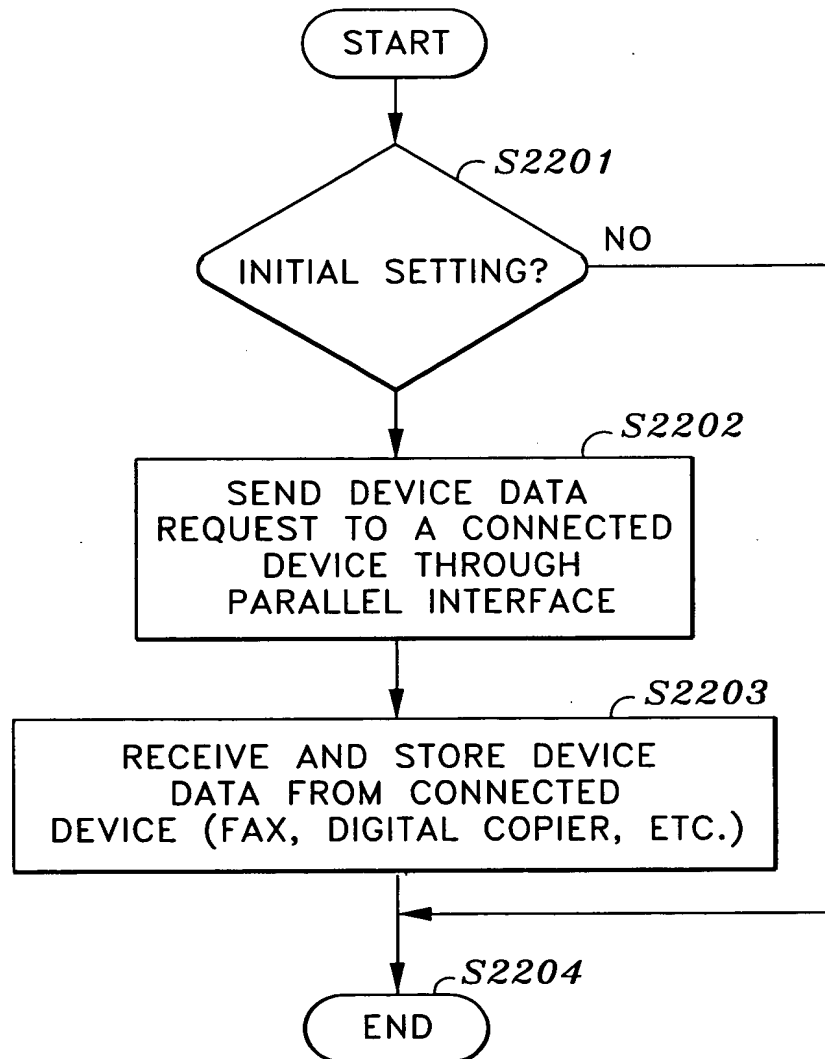 START
S2201
INITIAL SETTING?
NO
S2202
SEND DEVICE DATA
REQUEST TO A CONNECTED
DEVICE THROUGH
PARALLEL INTERFACE
S2203
RECEIVE AND STORE DEVICE
DATA FROM CONNECTED
DEVICE (FAX, DIGITAL COPIER, ETC.)
S2204
END